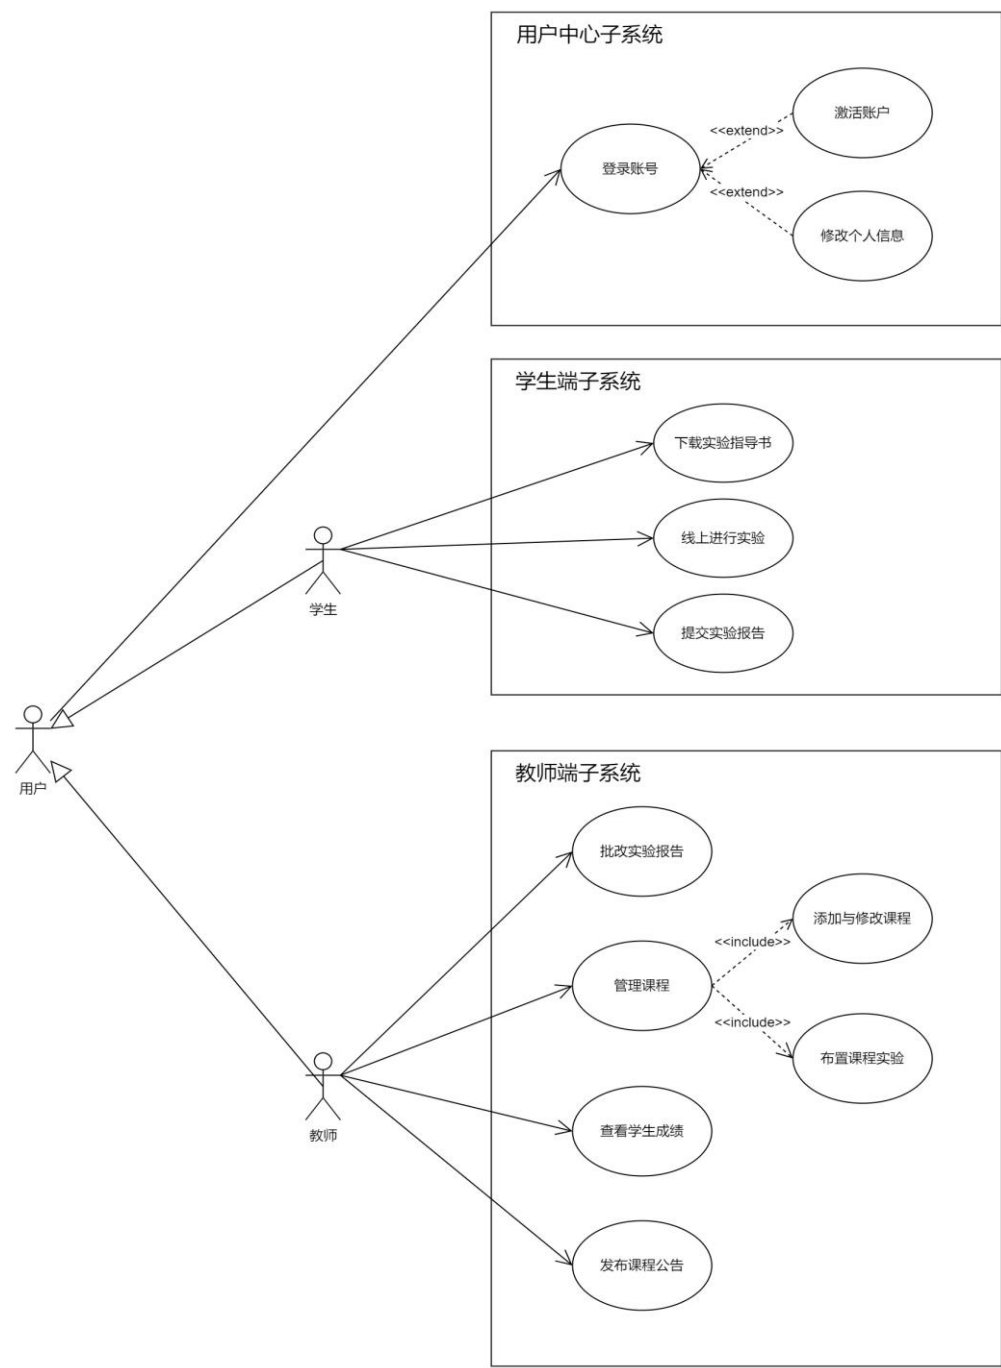 用户中心子系统
激活账户
<<extend>>
登录账号
<<extend>>
修改个人信息
学生端子系统
下载实验指导书
线上进行实验
学生
提交实验报告
用户
教师端子系统
批改实验报告
添加与修改课程
<<include>>
管理课程
<<include>>
布置课程实验
教师
查看学生成绩
发布课程公告